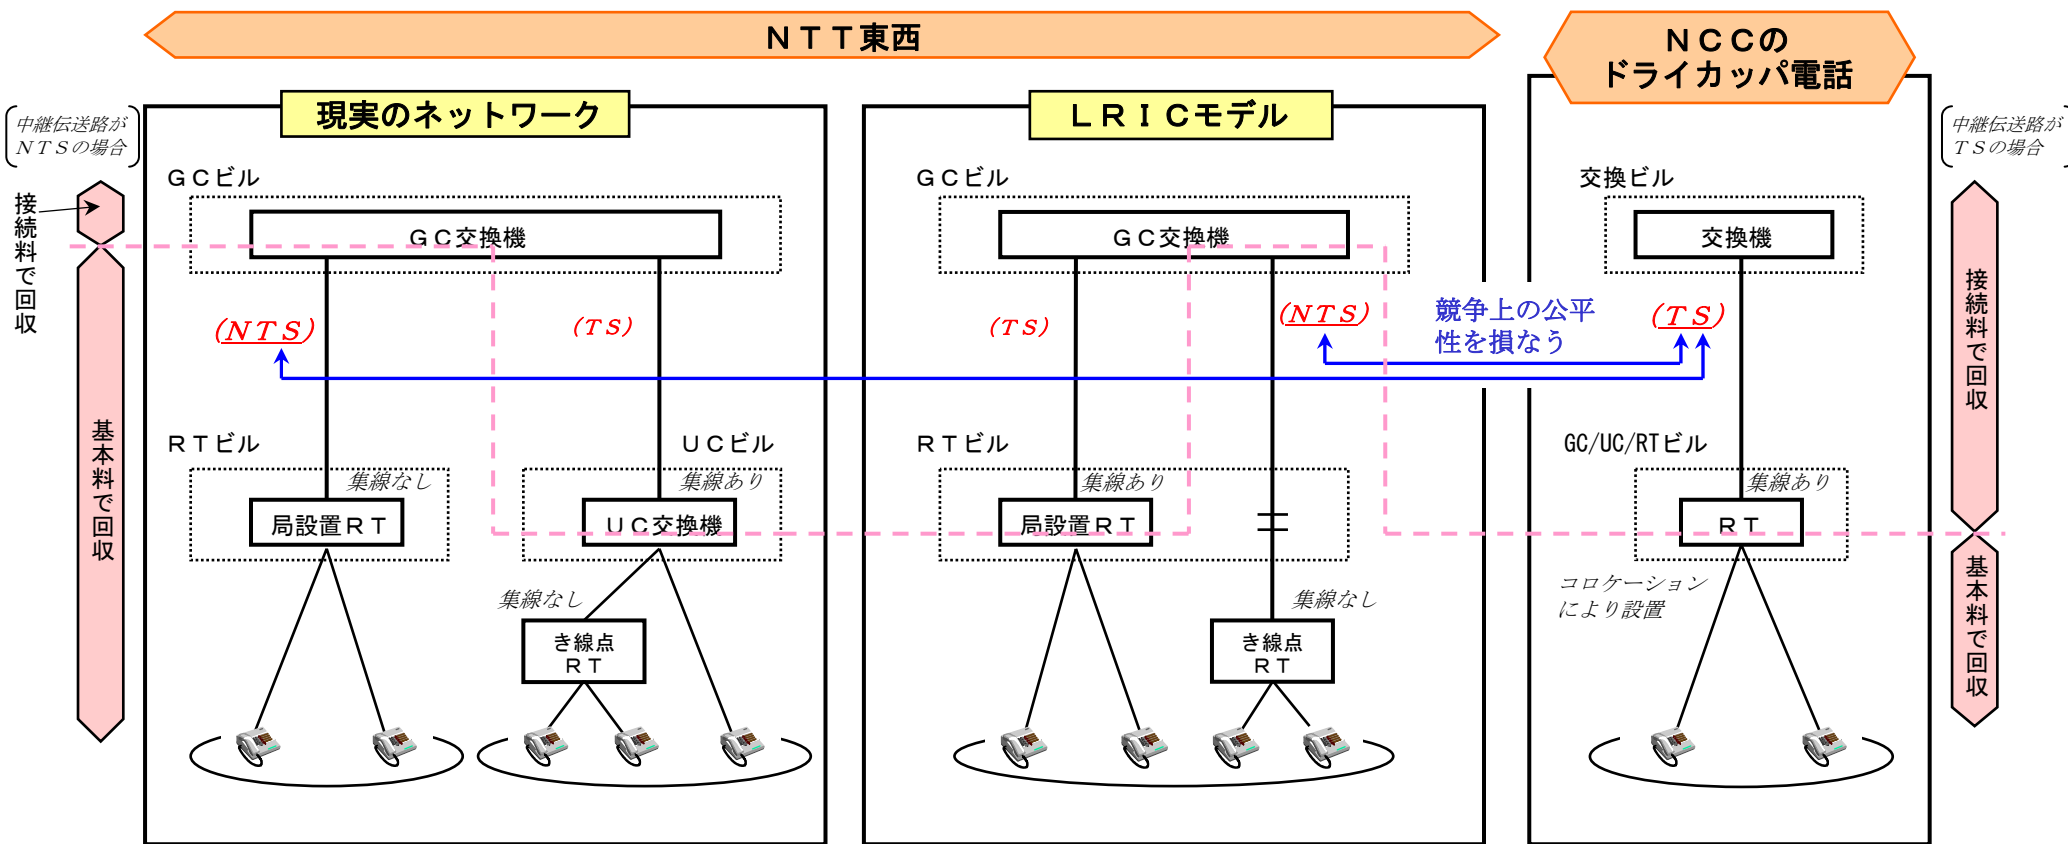 ＮＴＴ東西
ＮＣＣの
ドライカッパ電話
現実のネットワーク
ＬＲＩＣモデル
中継伝送路が
ＮＴＳの場合
中継伝送路が
ＴＳの場合
接続料で回収
基本料で回収
ＧＣビル
ＧＣ交換機
(ＮＴＳ)
(ＴＳ)
ＲＴビル
ＵＣビル
集線なし
集線あり
局設置ＲＴ
ＵＣ交換機
集線なし
き線点
ＲＴ
ＧＣビル
ＧＣ交換機
(ＴＳ)
(ＮＴＳ)
競争上の公平
性を損なう
ＲＴビル
集線あり
局設置ＲＴ
集線なし
き線点
ＲＴ
交換ビル
交換機
(ＴＳ)
GC/UC/RTビル
集線あり
ＲＴ
コロケーション
により設置
接続料で回収
基本料で回収